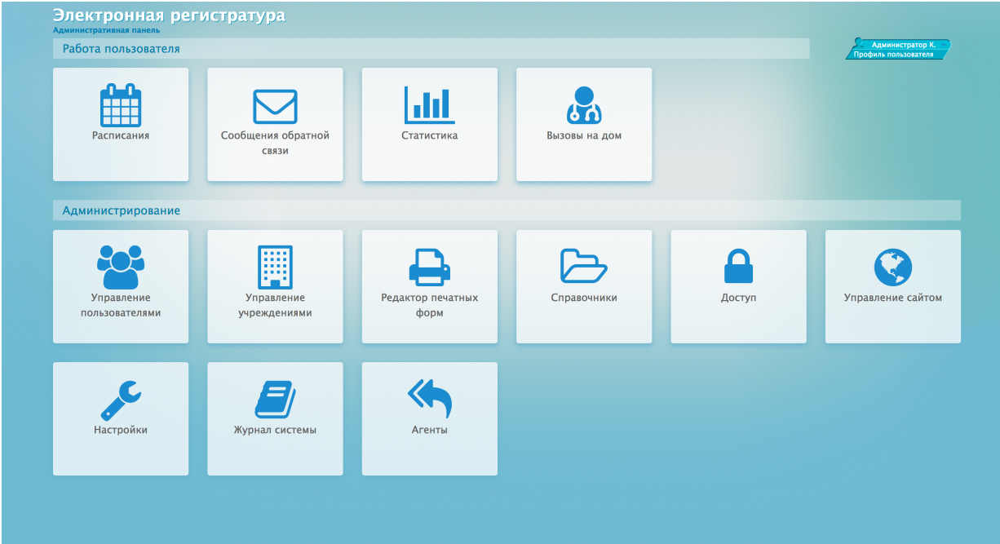 Электронная регистратура
Административная панель
Администратор К.
Профиль пользователя
Работа пользователя
Расписания
Сообщения обратной
связи
Статистика
Вызовы на дом
Администрирование
Управление
пользователями
Управление
учреждениями
Редактор печатных
форм
Справочники
Доступ
Управление сайтом
Настройки
Журнал системы
Агенты